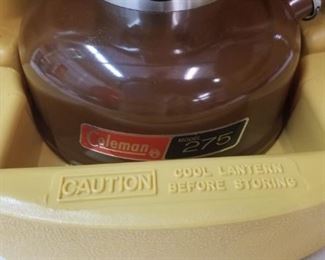 Coleman
MODEL
275
CAUTION
COOL LANTERN
BEFORE STORING